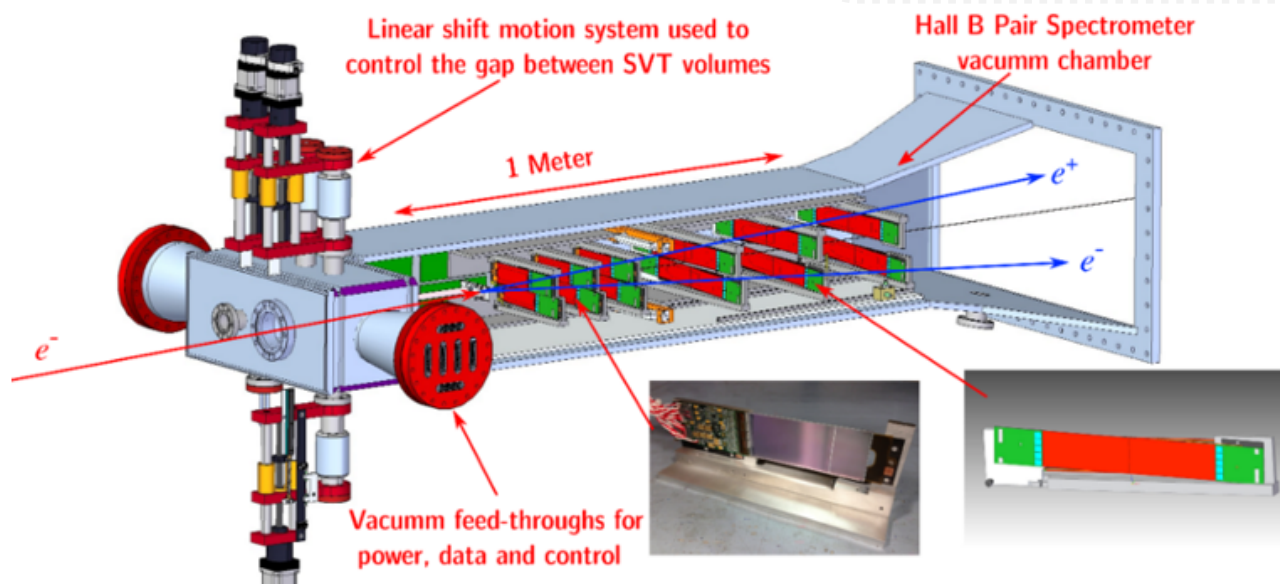 Linear shift motion system used to
control the gap between SVT volumes
Hall B Pair Spectrometer
vacumm chamber
1 Meter
e+
e-
e-
Vacumm feed-throughs for
power, data and control